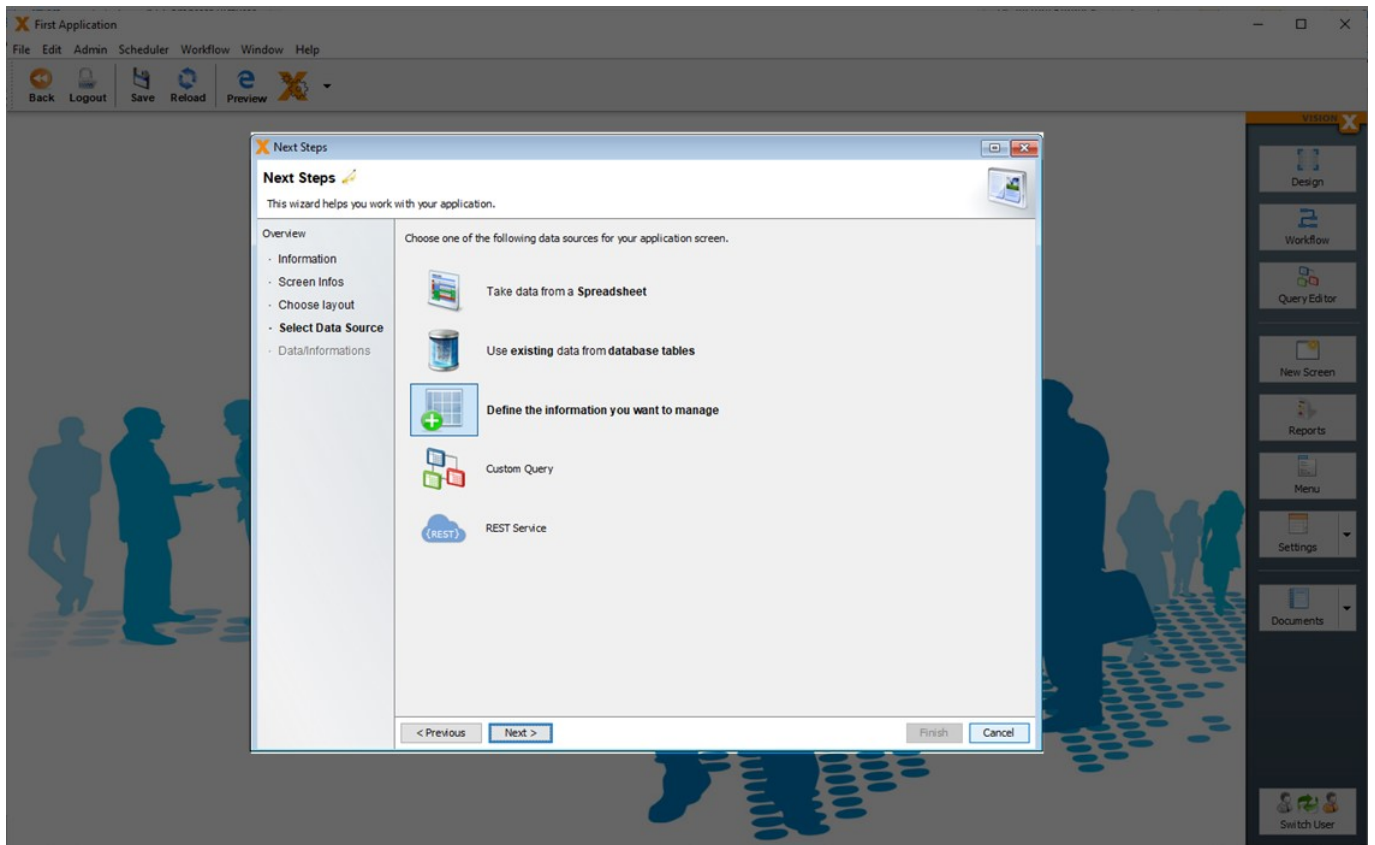 First Application
File Edit Admin Scheduler Workflow Window Help
Back Logout Save Reload Preview
VISION X
Next Steps
Next Steps
This wizard helps you work with your application.
Overview
· Information
· Screen Infos
· Choose layout
· Select Data Source
· Data/Informations
Choose one of the following data sources for your application screen.
Take data from a Spreadsheet
Use existing data from database tables
Define the information you want to manage
Custom Query
{REST}
REST Service
< Previous Next > Finish Cancel
Design
Workflow
Query Editor
New Screen
Reports
Menu
Settings
Documents
Switch User